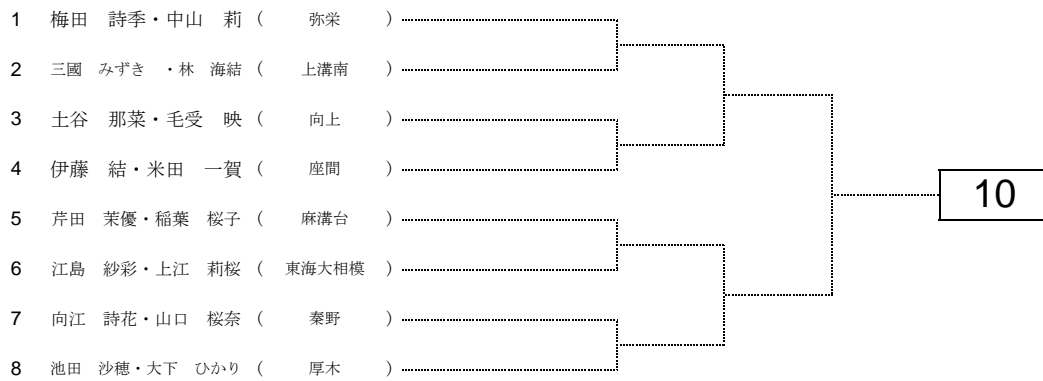 1 梅田 詩季・中山 莉 ( 弥栄 )
2 三國 みずき ・林 海結 ( 上溝南 )
3 土谷 那菜・毛受 映 ( 向上 )
4 伊藤 結・米田 一賀 ( 座間 )
5 芹田 茉優・稲葉 桜子 ( 麻溝台 )
6 江島 紗彩・上江 莉桜 ( 東海大相模 )
7 向江 詩花・山口 桜奈 ( 秦野 )
8 池田 沙穂・大下 ひかり ( 厚木 )
10